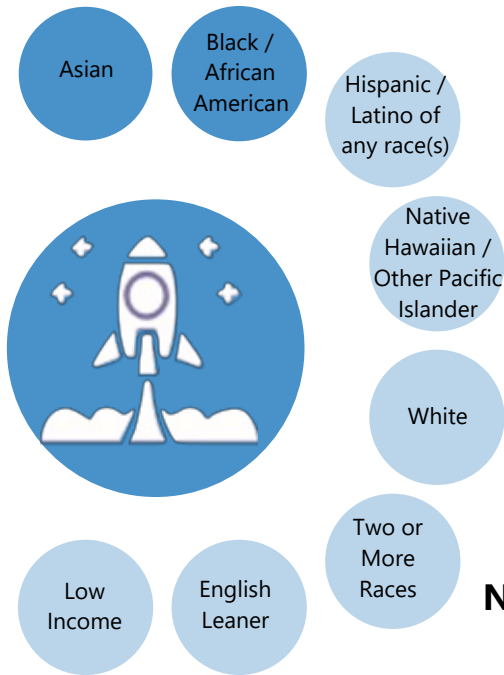 Asian
Black /
African
American
Hispanic /
Latino of
any race(s)
Native
Hawaiian /
Other Pacific
Islander
White
Two or
More
Races
English
Leaner
Low
Income
N